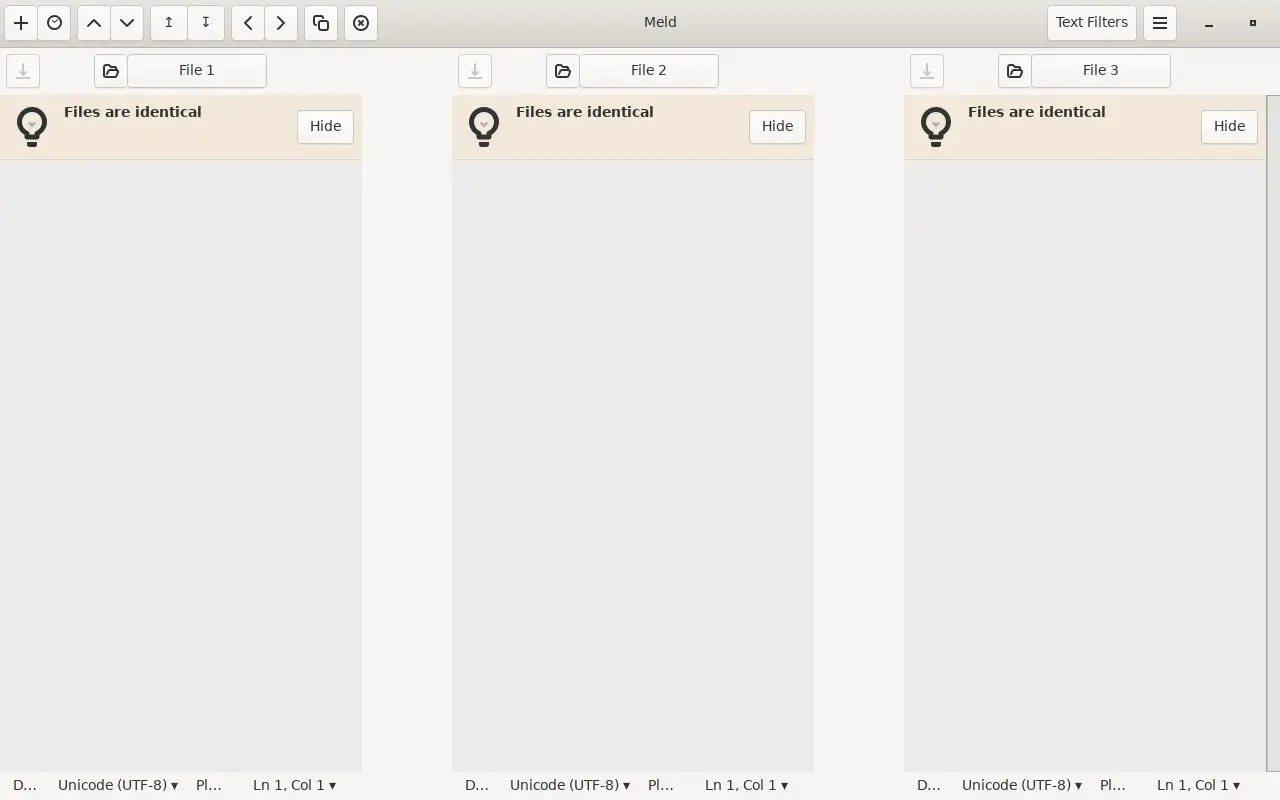 Meld
Text Filters
File 1
File 2
File 3
Files are identical
Hide
Files are identical
Hide
Files are identical
Hide
D... Unicode (UTF-8) ▾ Pl... Ln 1, Col 1 ▾
D... Unicode (UTF-8) ▾ Pl... Ln 1, Col 1 ▾
D... Unicode (UTF-8) ▾ Pl... Ln 1, Col 1 ▾